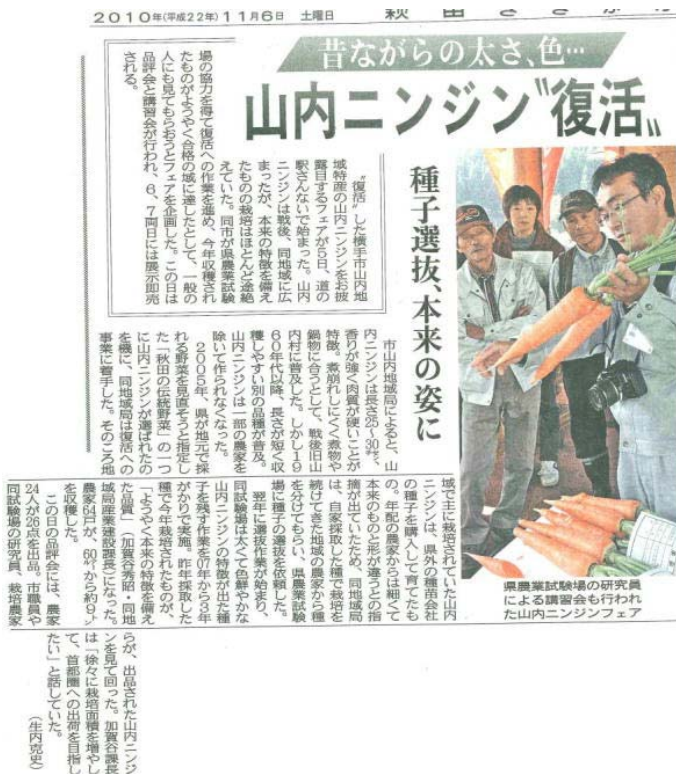 2010年(平成22年)11月6日 土曜日
昔ながらの太さ、色…
山内ニンジン〝復活〟
種子選抜、本来の姿に
〝復活〟した横手市山内地
域特産の山内ニンジンをお披
露目するフェアが5日、道の
駅さんないで始まった。山内
ニンジンは戦後、同地域に広
まったが、本来の特徴を備え
たものの栽培はほとんど途絶
えていた。同市が県農業試験
場の協力を得て復活への作業を進め、今年収穫され
たものがようやく合格の域に達したとして、一般の
人にも見てもらおうとフェアを企画した。この日は
品評会と講習会が行われ、6、7両日には展示即売
される。
市山内地域局によると、山
内ニンジンは長さ25〜30㌢、
香りが強く肉質が硬いことが
特徴。煮崩れしにくく煮物や
鍋物に合うとして、戦後旧山
内村に普及した。しかし19
60年代以降、長さが短く収
穫しやすい別の品種が普及。
山内ニンジンは一部の農家を
除いて作られなくなった。
2005年、県が地元で採
れる野菜を見直そうと指定し
た「秋田の伝統野菜」の一つ
に山内ニンジンが選ばれたの
を機に、同地域局は復活への
事業に着手した。そのころ地
域で主に栽培されていた山内
ニンジンは、県外の種苗会社
の種子を購入して育てたも
の。年配の農家からは細くて
本来のものと形が違うとの指
摘が出ていたため、同地域局
は、自家採取した種で栽培を
続けてきた地域の農家から種
を分けてもらい、県農業試験
場に種子の選抜を依頼した。
翌年に選抜作業が始まり、
同試験場は太くて色鮮やかな
山内ニンジンの特徴が出た種
子を残す作業を07年から3年
がかりで実施。昨年採取した
種で今年栽培されたものが、
「ようやく本来の特徴を備え
た品質」(加賀谷秀昭・同地
域局産業建設課長)になった。
農家64戸が、60㌃から約9㌧
を収穫した。
この日の品評会には、農家
24人が26点を出品。市職員や
同試験場の研究員、栽培農家
らが、出品された山内ニンジ
ンを見て回った。加賀谷課長
は「徐々に栽培面積を増やし
て、首都圏への出荷を目指し
たい」と話していた。
(生内克史)
県農業試験場の研究員
による講習会も行われ
た山内ニンジンフェア